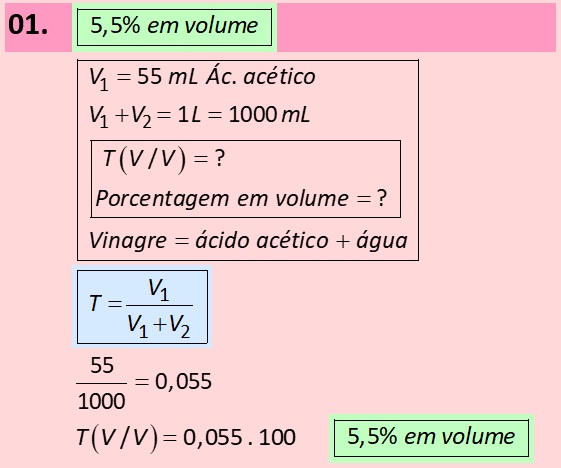 01. 5,5% em volume
V₁ = 55 mL Ác. acético
V₁ + V₂ = 1L = 1000 mL
T (V / V) = ?
Porcentagem em volume = ?
Vinagre = ácido acético + água
T = V₁ / V₁ + V₂
55 / 1000 = 0,055
T (V / V) = 0,055 . 100 5,5% em volume